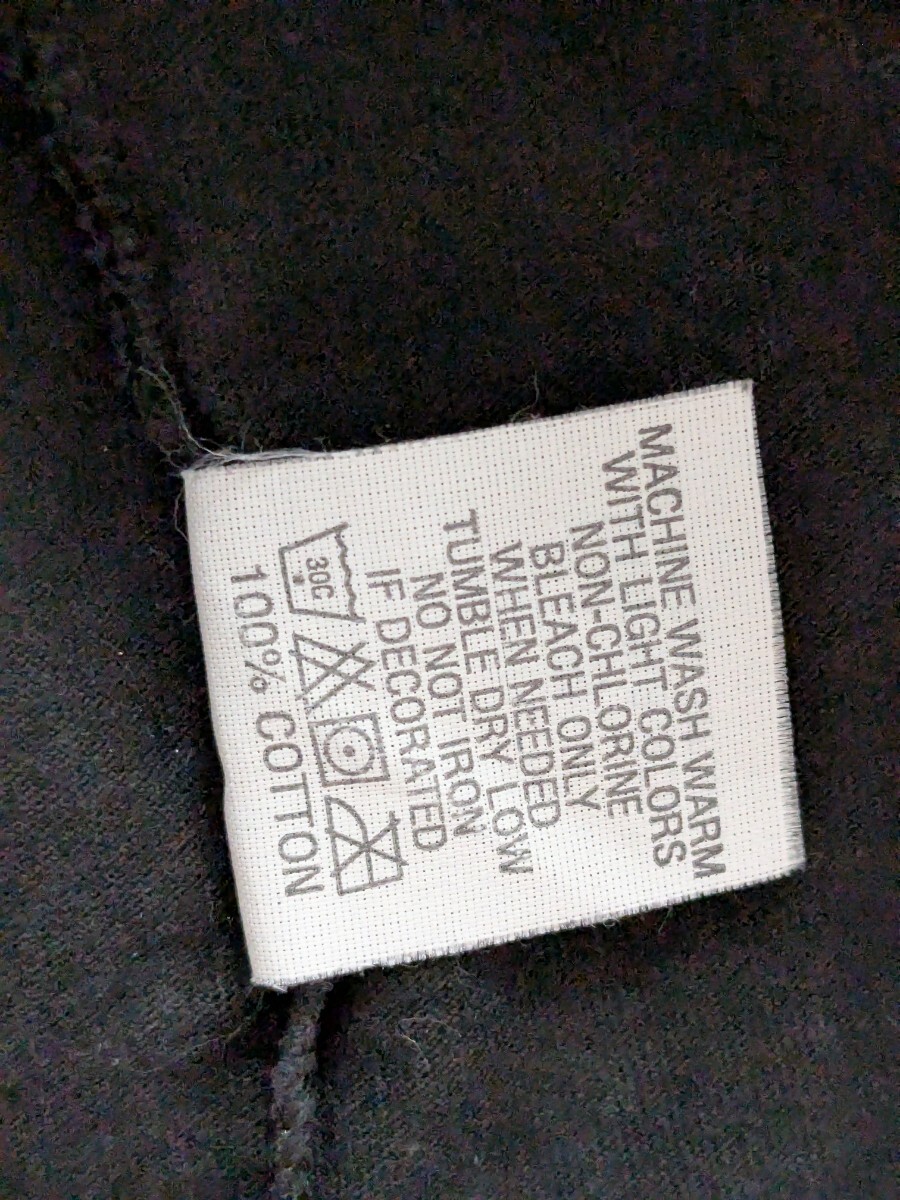 MACHINE WASH WARM
WITH LIGHT COLORS
NON-CHLORINE
BLEACH ONLY
WHEN NEEDED
TUMBLE DRY LOW
NO NOT IRON
IF DECORATED
30C
100% COTTON